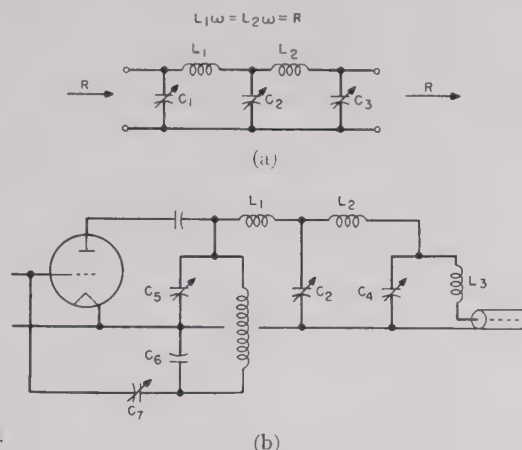 L₁ω = L₂ω = R
L₁ L₂
R C₁ C₂ C₃ R
(a)
L₁ L₂
C₅ C₂ C₄ L₃
C₆
C₇
(b)